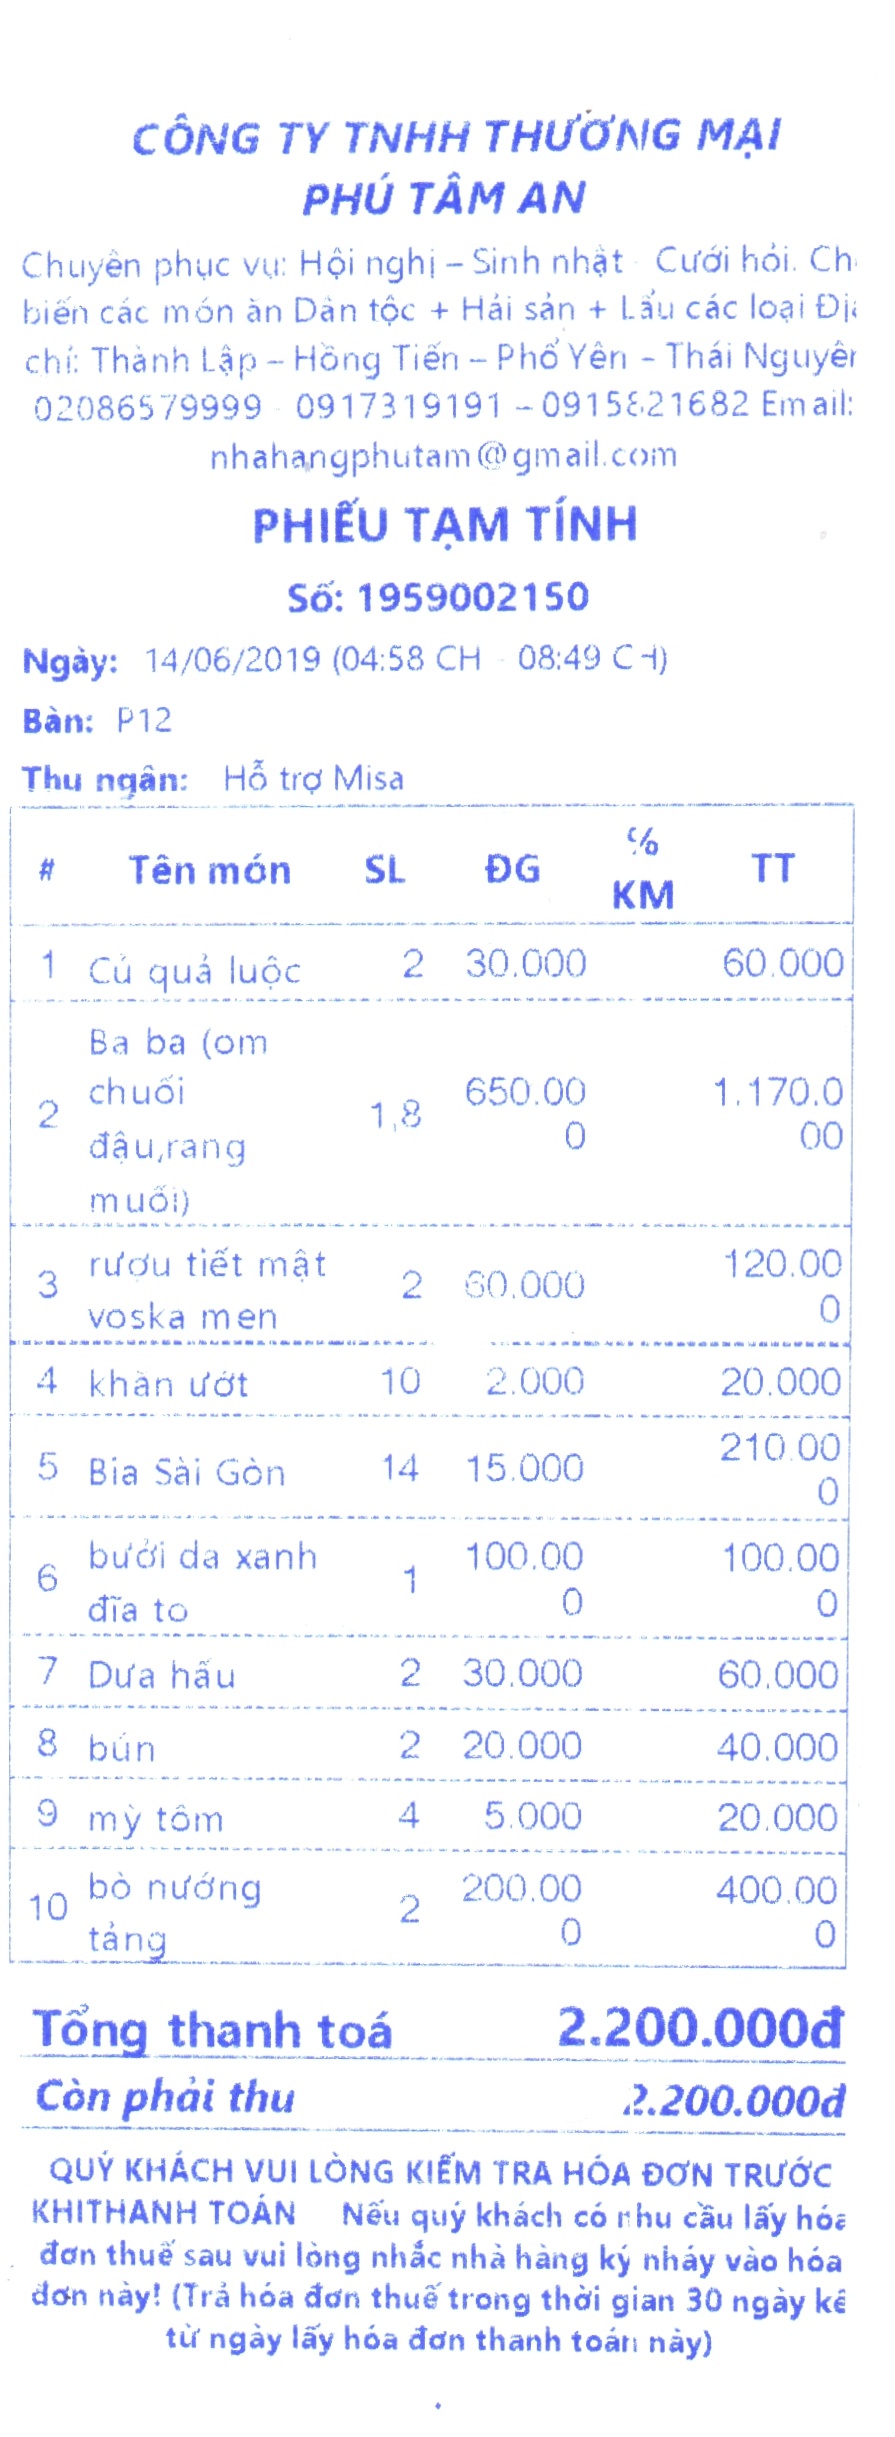 CÔNG TY TNHH THƯƠNG MẠI
PHÚ TÂM AN
Chuyên phục vụ: Hội nghị – Sinh nhật - Cưới hỏi. Ch
biến các món ăn Dân tộc + Hải sản + Lẩu các loại Địa
chỉ: Thành Lập – Hồng Tiến – Phổ Yên – Thái Nguyên
02086579999 - 0917319191 – 0915821682 Email:
nhahangphutam@gmail.com
PHIẾU TẠM TÍNH
Số: 1959002150
Ngày: 14/06/2019 (04:58 CH - 08:49 CH)
Bàn: P12
Thu ngân: Hỗ trợ Misa
# Tên món SL ĐG % KM TT
1 Củ quả luộc 2 30.000 60.000
2 Ba ba (om chuối đậu,rang muối) 1,8 650.000 1.170.000
3 rượu tiết mật voska men 2 60.000 120.000
4 khăn ướt 10 2.000 20.000
5 Bia Sài Gòn 14 15.000 210.000
6 bưởi da xanh đĩa to 1 100.000 100.000
7 Dưa hấu 2 30.000 60.000
8 bún 2 20.000 40.000
9 mỳ tôm 4 5.000 20.000
10 bò nướng tảng 2 200.000 400.000
Tổng thanh toá 2.200.000đ
Còn phải thu 2.200.000đ
QUÝ KHÁCH VUI LÒNG KIỂM TRA HÓA ĐƠN TRƯỚC
KHITHANH TOÁN Nếu quý khách có nhu cầu lấy hóa
đơn thuế sau vui lòng nhắc nhà hàng ký nháy vào hóa
đơn này! (Trả hóa đơn thuế trong thời gian 30 ngày kể
từ ngày lấy hóa đơn thanh toán này)